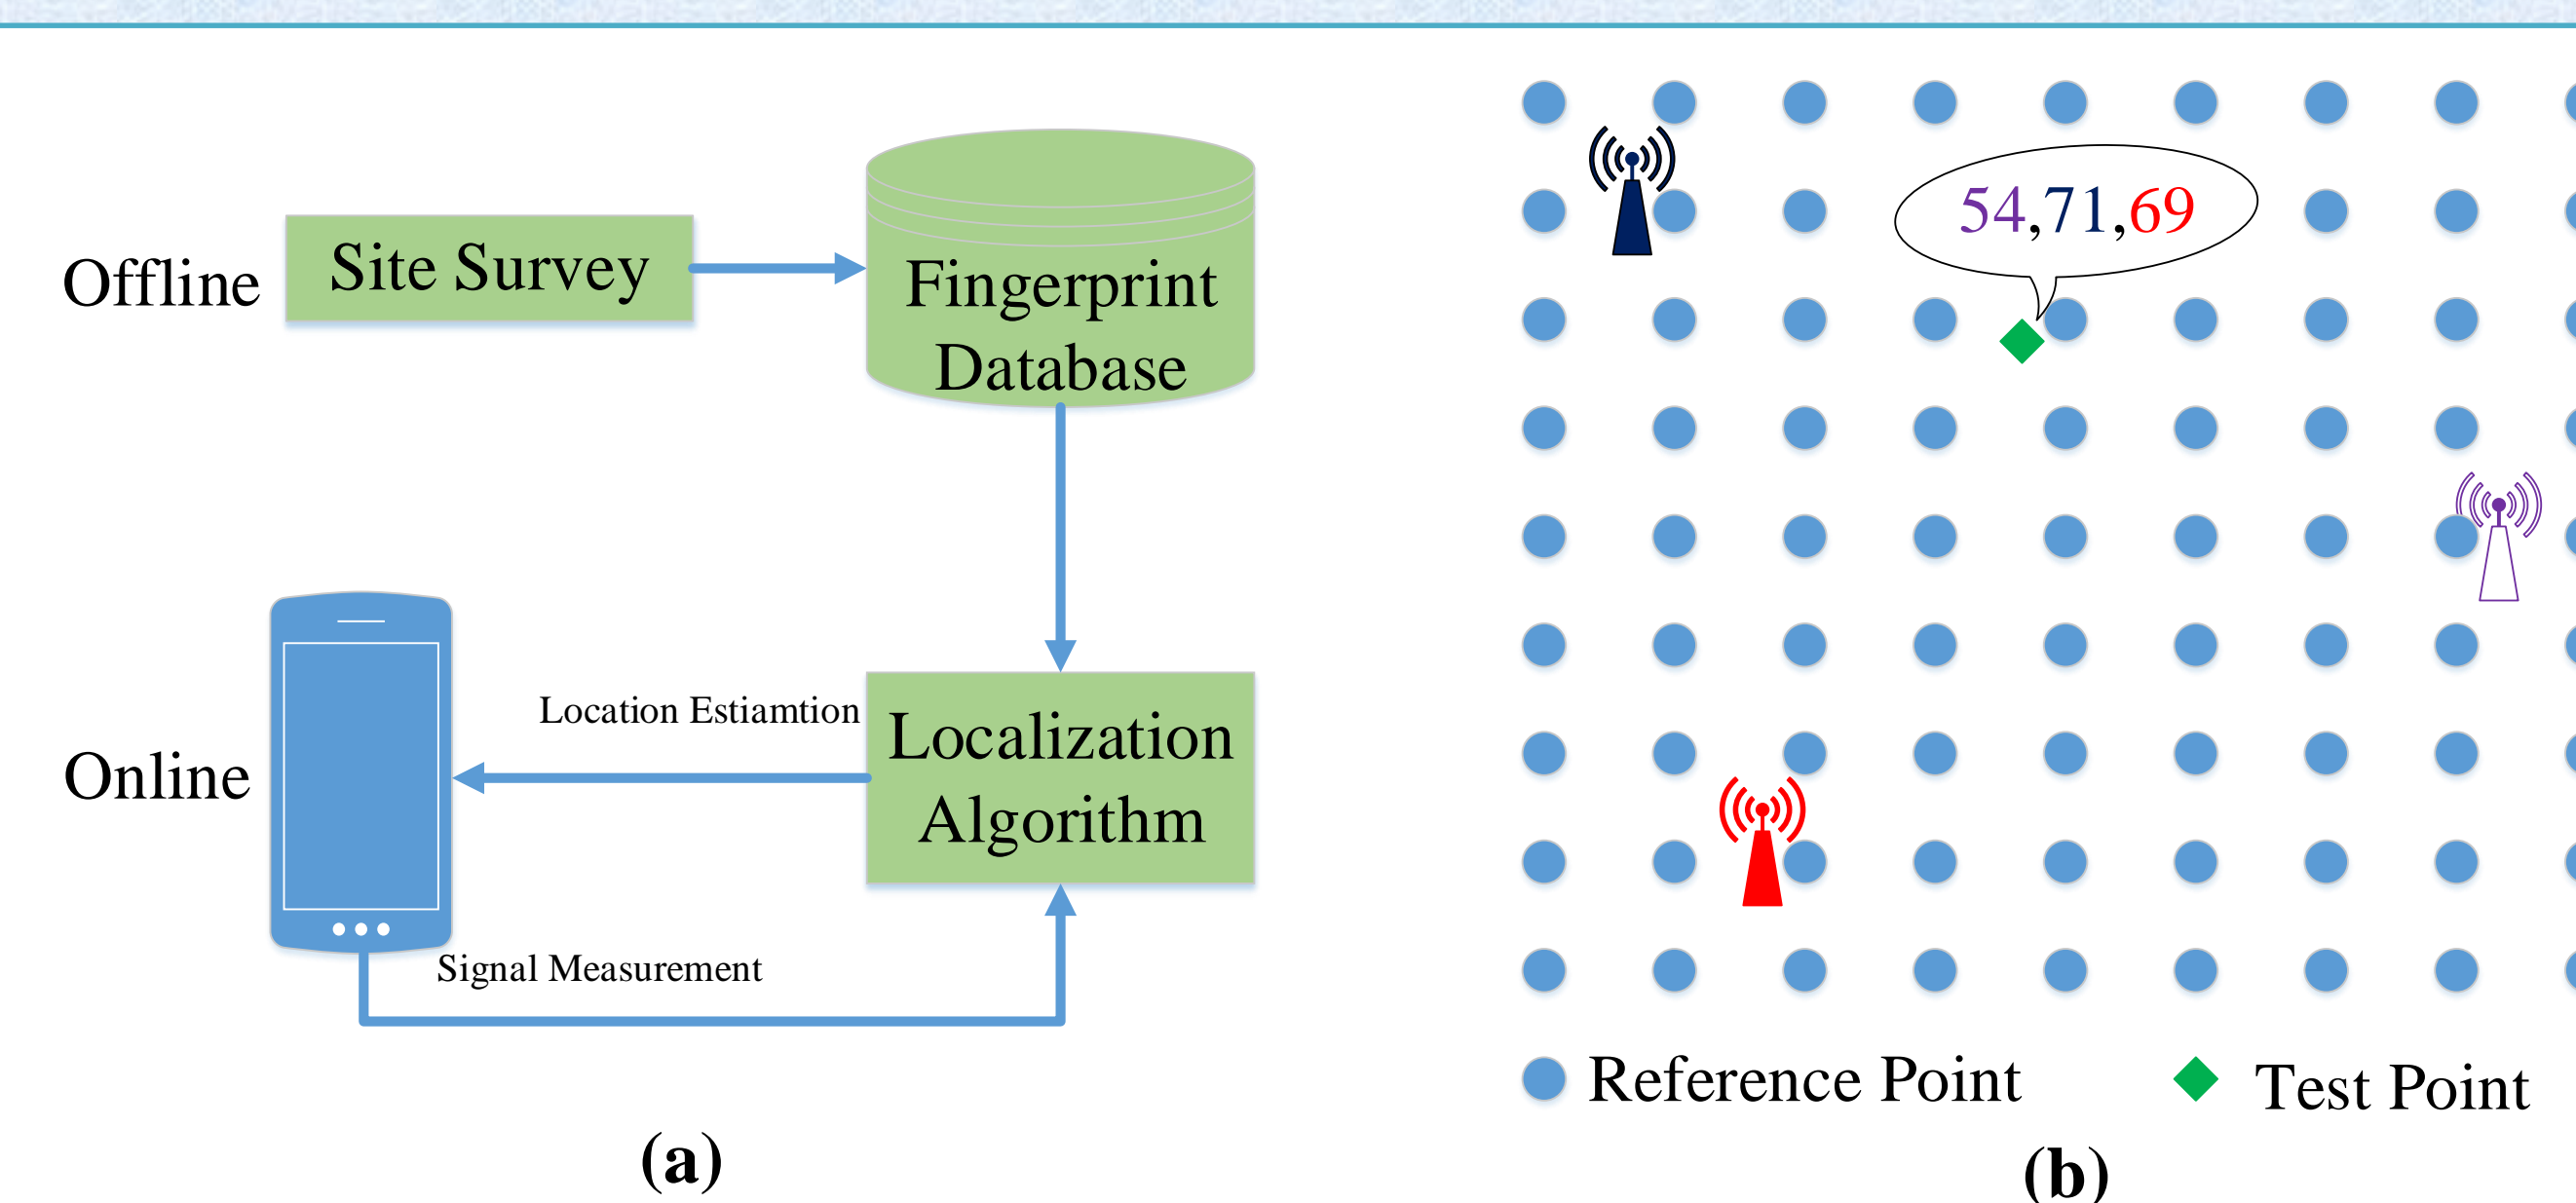 Offline
Site Survey
Fingerprint
Database
Online
Location Estiamtion
Localization
Algorithm
Signal Measurement
(a)
54,71,69
Reference Point
Test Point
(b)